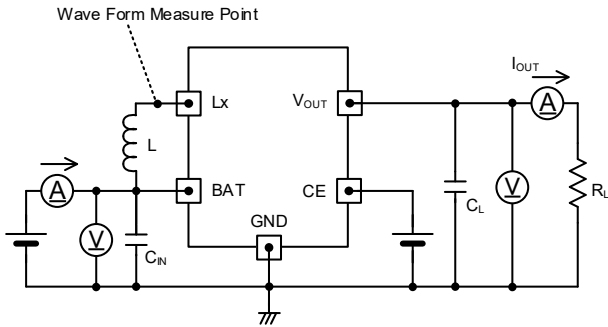 Wave Form Measure Point
Lx
VOUT
IOUT
A
L
A
BAT
CE
V
CIN
GND
CL
V
RL